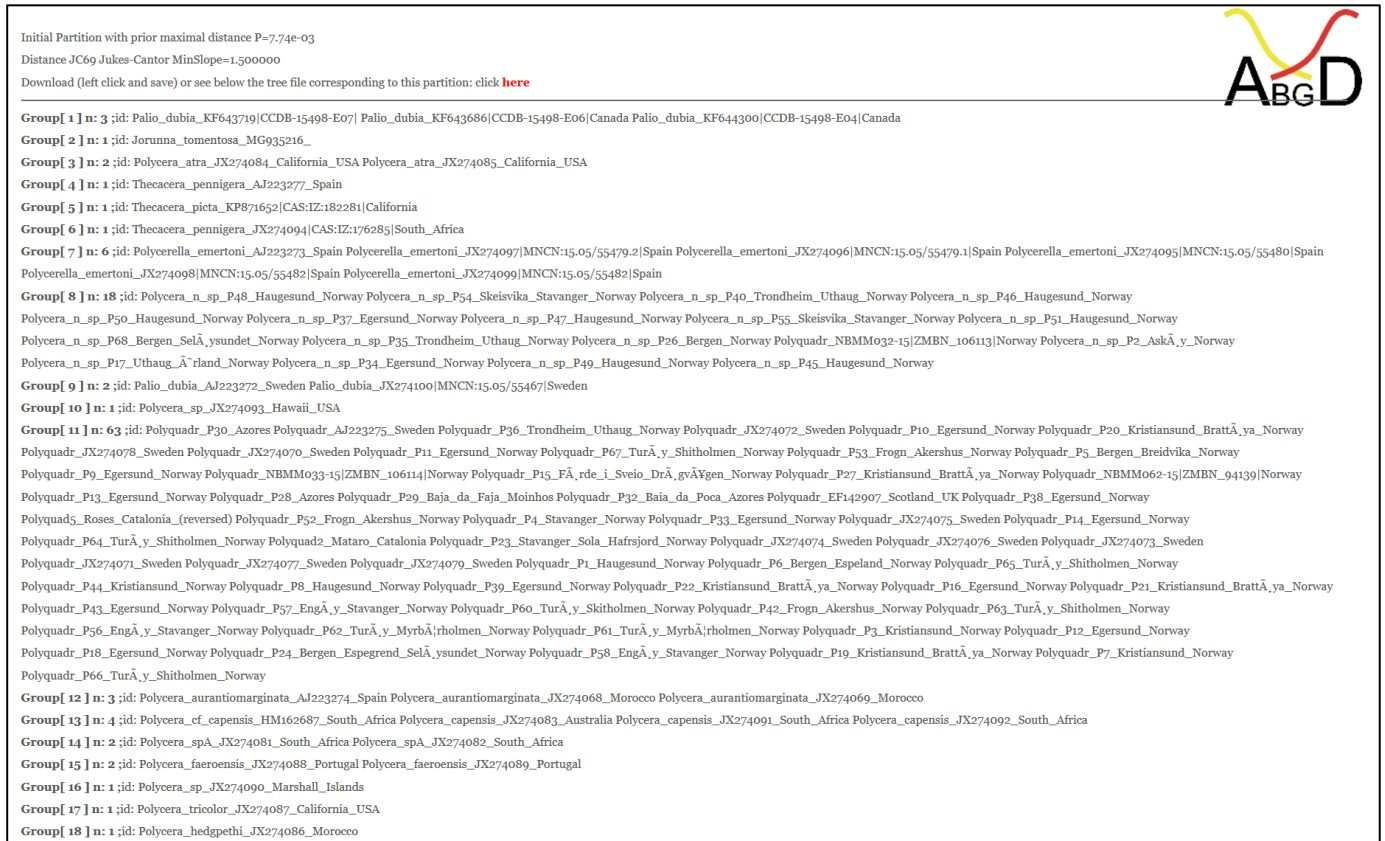 Initial Partition with prior maximal distance P=7.74e-03
Distance JC69 Jukes-Cantor MinSlope=1.500000
Download (left click and save) or see below the tree file corresponding to this partition: click here
ABGD
Group[ 1 ] n: 3 ;id: Palio_dubia_KF643719|CCDB-15498-E07| Palio_dubia_KF643686|CCDB-15498-E06|Canada Palio_dubia_KF644300|CCDB-15498-E04|Canada
Group[ 2 ] n: 1 ;id: Jorunna_tomentosa_MG935216_
Group[ 3 ] n: 2 ;id: Polycera_atra_JX274084_California_USA Polycera_atra_JX274085_California_USA
Group[ 4 ] n: 1 ;id: Thecacera_pennigera_AJ223277_Spain
Group[ 5 ] n: 1 ;id: Thecacera_picta_KP871652|CAS:IZ:182281|California
Group[ 6 ] n: 1 ;id: Thecacera_pennigera_JX274094|CAS:IZ:176285|South_Africa
Group[ 7 ] n: 6 ;id: Polycerella_emertoni_AJ223273_Spain Polycerella_emertoni_JX274097|MNCN:15.05/55479.2|Spain Polycerella_emertoni_JX274096|MNCN:15.05/55479.1|Spain Polycerella_emertoni_JX274095|MNCN:15.05/55480|Spain
Polycerella_emertoni_JX274098|MNCN:15.05/55482|Spain Polycerella_emertoni_JX274099|MNCN:15.05/55482|Spain
Group[ 8 ] n: 18 ;id: Polycera_n_sp_P48_Haugesund_Norway Polycera_n_sp_P54_Skeisvika_Stavanger_Norway Polycera_n_sp_P40_Trondheim_Uthaug_Norway Polycera_n_sp_P46_Haugesund_Norway
Polycera_n_sp_P50_Haugesund_Norway Polycera_n_sp_P37_Egersund_Norway Polycera_n_sp_P47_Haugesund_Norway Polycera_n_sp_P55_Skeisvika_Stavanger_Norway Polycera_n_sp_P51_Haugesund_Norway
Polycera_n_sp_P68_Bergen_SelÃ¸ysundet_Norway Polycera_n_sp_P35_Trondheim_Uthaug_Norway Polycera_n_sp_P26_Bergen_Norway Polyquadr_NBMM032-15|ZMBN_106113|Norway Polycera_n_sp_P2_AskÃ¸y_Norway
Polycera_n_sp_P17_Uthaug_Ã˜rland_Norway Polycera_n_sp_P34_Egersund_Norway Polycera_n_sp_P49_Haugesund_Norway Polycera_n_sp_P45_Haugesund_Norway
Group[ 9 ] n: 2 ;id: Palio_dubia_AJ223272_Sweden Palio_dubia_JX274100|MNCN:15.05/55467|Sweden
Group[ 10 ] n: 1 ;id: Polycera_sp_JX274093_Hawaii_USA
Group[ 11 ] n: 63 ;id: Polyquadr_P30_Azores Polyquadr_AJ223275_Sweden Polyquadr_P36_Trondheim_Uthaug_Norway Polyquadr_JX274072_Sweden Polyquadr_P10_Egersund_Norway Polyquadr_P20_Kristiansund_BrattÃ¸ya_Norway
Polyquadr_JX274078_Sweden Polyquadr_JX274070_Sweden Polyquadr_P11_Egersund_Norway Polyquadr_P67_TurÃ¸y_Shitholmen_Norway Polyquadr_P53_Frogn_Akershus_Norway Polyquadr_P5_Bergen_Breidvika_Norway
Polyquadr_P9_Egersund_Norway Polyquadr_NBMM033-15|ZMBN_106114|Norway Polyquadr_P15_FÃ¸rde_i_Sveio_DrÃ¸gvÃ¥gen_Norway Polyquadr_P27_Kristiansund_BrattÃ¸ya_Norway Polyquadr_NBMM062-15|ZMBN_94139|Norway
Polyquadr_P13_Egersund_Norway Polyquadr_P28_Azores Polyquadr_P29_Baja_da_Faja_Moinhos Polyquadr_P32_Baia_da_Poca_Azores Polyquadr_EF142907_Scotland_UK Polyquadr_P38_Egersund_Norway
Polyquad5_Roses_Catalonia_(reversed) Polyquadr_P52_Frogn_Akershus_Norway Polyquadr_P4_Stavanger_Norway Polyquadr_P33_Egersund_Norway Polyquadr_JX274075_Sweden Polyquadr_P14_Egersund_Norway
Polyquadr_P64_TurÃ¸y_Shitholmen_Norway Polyquad2_Mataro_Catalonia Polyquadr_P23_Stavanger_Sola_Hafrsjord_Norway Polyquadr_JX274074_Sweden Polyquadr_JX274076_Sweden Polyquadr_JX274073_Sweden
Polyquadr_JX274071_Sweden Polyquadr_JX274077_Sweden Polyquadr_JX274079_Sweden Polyquadr_P1_Haugesund_Norway Polyquadr_P6_Bergen_Espeland_Norway Polyquadr_P65_TurÃ¸y_Shitholmen_Norway
Polyquadr_P44_Kristiansund_Norway Polyquadr_P8_Haugesund_Norway Polyquadr_P39_Egersund_Norway Polyquadr_P22_Kristiansund_BrattÃ¸ya_Norway Polyquadr_P16_Egersund_Norway Polyquadr_P21_Kristiansund_BrattÃ¸ya_Norway
Polyquadr_P43_Egersund_Norway Polyquadr_P57_EngÃ¸y_Stavanger_Norway Polyquadr_P60_TurÃ¸y_Skitholmen_Norway Polyquadr_P42_Frogn_Akershus_Norway Polyquadr_P63_TurÃ¸y_Shitholmen_Norway
Polyquadr_P56_EngÃ¸y_Stavanger_Norway Polyquadr_P62_TurÃ¸y_MyrbÃ¦rholmen_Norway Polyquadr_P61_TurÃ¸y_MyrbÃ¦rholmen_Norway Polyquadr_P3_Kristiansund_Norway Polyquadr_P12_Egersund_Norway
Polyquadr_P18_Egersund_Norway Polyquadr_P24_Bergen_Espegrend_SelÃ¸ysundet_Norway Polyquadr_P58_EngÃ¸y_Stavanger_Norway Polyquadr_P19_Kristiansund_BrattÃ¸ya_Norway Polyquadr_P7_Kristiansund_Norway
Polyquadr_P66_TurÃ¸y_Shitholmen_Norway
Group[ 12 ] n: 3 ;id: Polycera_aurantiomarginata_AJ223274_Spain Polycera_aurantiomarginata_JX274068_Morocco Polycera_aurantiomarginata_JX274069_Morocco
Group[ 13 ] n: 4 ;id: Polycera_cf_capensis_HM162687_South_Africa Polycera_capensis_JX274083_Australia Polycera_capensis_JX274091_South_Africa Polycera_capensis_JX274092_South_Africa
Group[ 14 ] n: 2 ;id: Polycera_spA_JX274081_South_Africa Polycera_spA_JX274082_South_Africa
Group[ 15 ] n: 2 ;id: Polycera_faeroensis_JX274088_Portugal Polycera_faeroensis_JX274089_Portugal
Group[ 16 ] n: 1 ;id: Polycera_sp_JX274090_Marshall_Islands
Group[ 17 ] n: 1 ;id: Polycera_tricolor_JX274087_California_USA
Group[ 18 ] n: 1 ;id: Polycera_hedgpethi_JX274086_Morocco